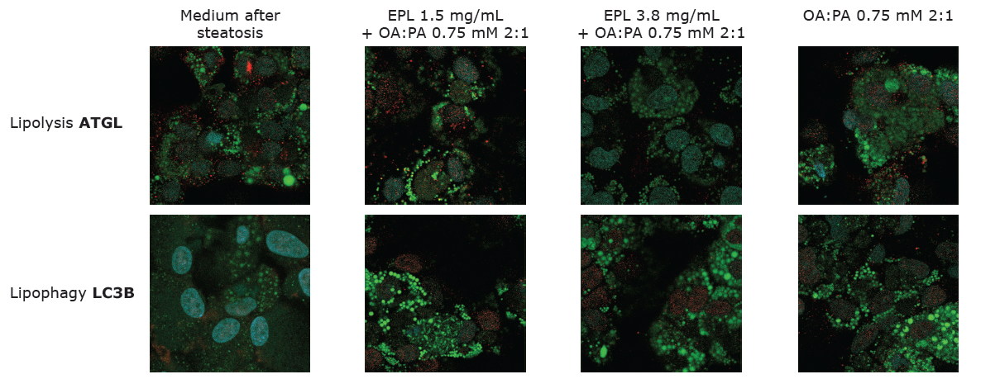 Medium after
steatosis
EPL 1.5 mg/mL
+ OA:PA 0.75 mM 2:1
EPL 3.8 mg/mL
+ OA:PA 0.75 mM 2:1
OA:PA 0.75 mM 2:1
Lipolysis ATGL
Lipophagy LC3B